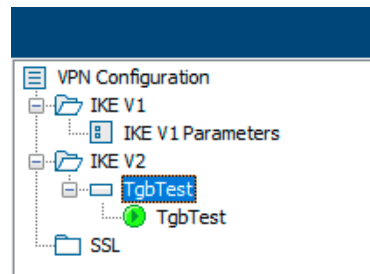 VPN Configuration
IKE V1
IKE V1 Parameters
IKE V2
TgbTest
TgbTest
SSL